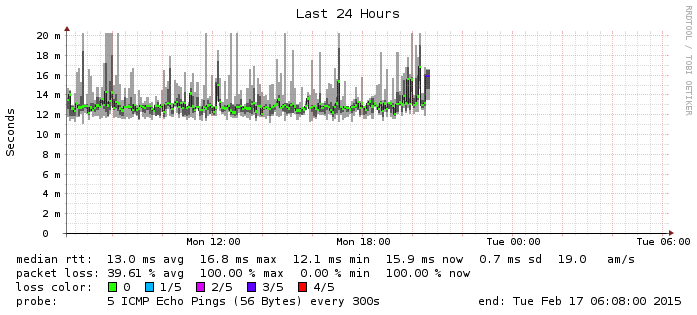 Last 24 Hours
RRDTOOL / TOBI OETIKER
Seconds
20 m
18 m
16 m
14 m
12 m
10 m
8 m
6 m
4 m
2 m
0
Mon 12:00 Mon 18:00 Tue 00:00 Tue 06:00
median rtt: 13.0 ms avg 16.8 ms max 12.1 ms min 15.9 ms now 0.7 ms sd 19.0 am/s
packet loss: 39.61 % avg 100.00 % max 0.00 % min 100.00 % now
loss color: 0 1/5 2/5 3/5 4/5
probe: 5 ICMP Echo Pings (56 Bytes) every 300s end: Tue Feb 17 06:08:00 2015